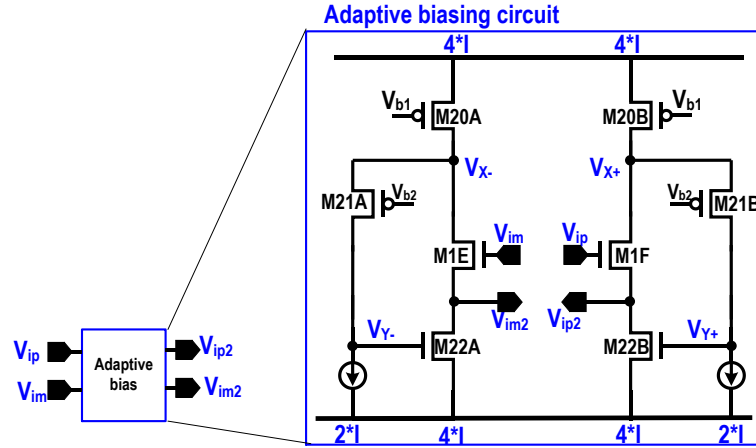 Adaptive biasing circuit
4*I 4*I
Vb1 M20A M20B Vb1
VX- VX+
M21A Vb2 Vb2 M21B
Vim Vip
M1E M1F
Vim2 Vip2
VY- VY+
M22A M22B
Vip Adaptive bias Vip2
Vim Vim2
2*I 4*I 4*I 2*I